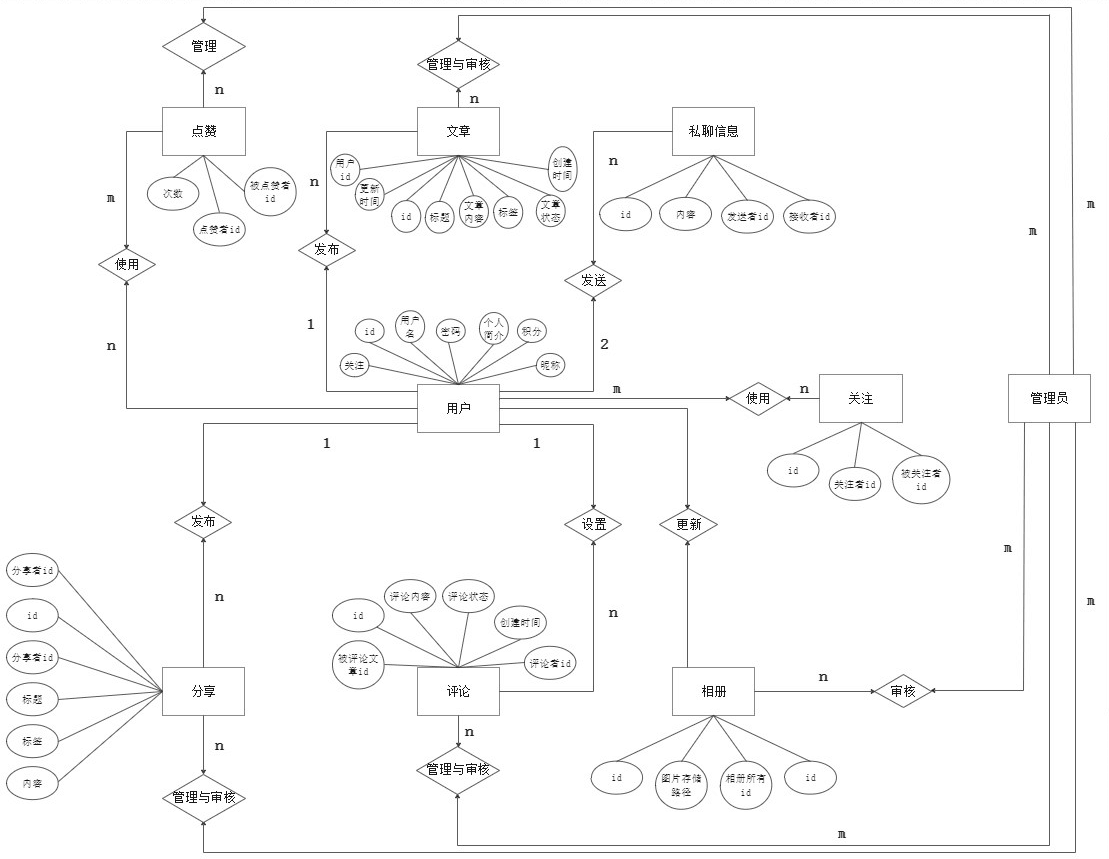 管理
管理与审核
n
n
点赞
文章
私聊信息
m
n
n
次数
点赞者id
被点赞者
id
用户
id
更新
时间
id
标题
文章
内容
标签
文章
状态
创建
时间
id
内容
发送者id
接收者id
m
m
使用
发布
发送
n
1
2
关注
id
用户
名
密码
个人
简介
积分
昵称
用户
m
使用
n
关注
管理员
1
1
id
关注者id
被关注者
id
发布
设置
更新
m
分享者id
id
分享者id
标题
标签
内容
n
n
m
被评论文
章id
id
评论内容
评论状态
创建时间
评论者id
分享
评论
相册
n
审核
n
n
管理与审核
管理与审核
id
图片存储
路径
相册所有
id
id
m